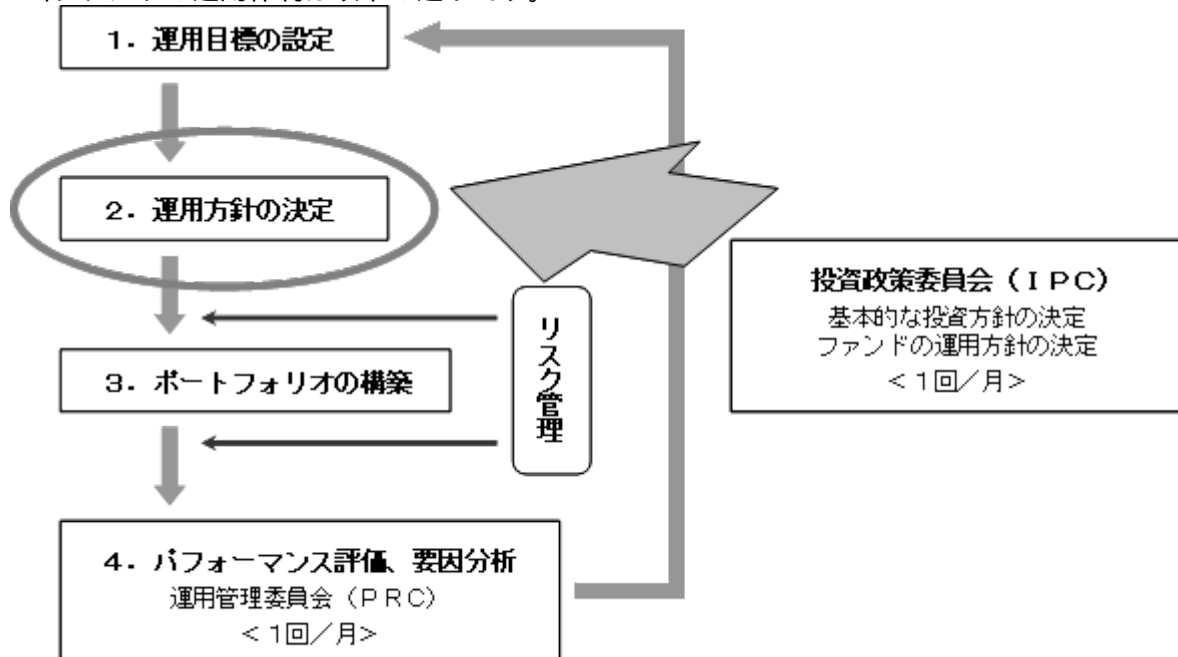 1．運用目標の設定
2．運用方針の決定
投資政策委員会（ＩＰＣ）
基本的な投資方針の決定
ファンドの運用方針の決定
＜１回／月＞
リスク管理
3．ポートフォリオの構築
4．パフォーマンス評価、要因分析
運用管理委員会（ＰＲＣ）
＜１回／月＞